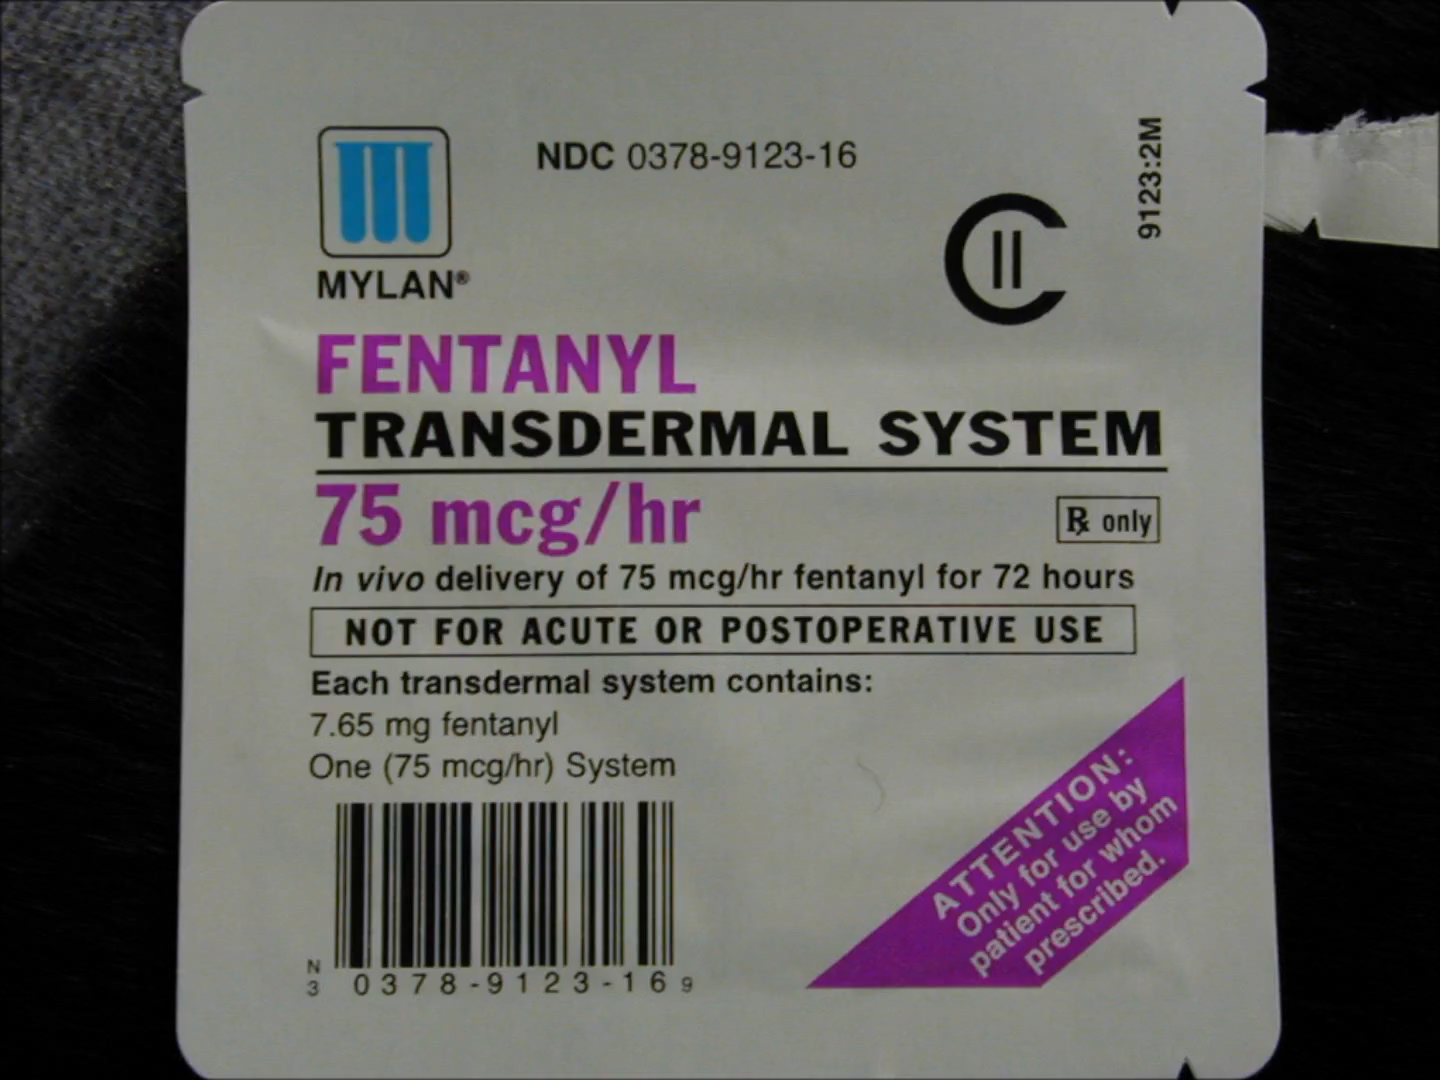 NDC 0378-9123-16
9123:2M
MYLAN®
C II
FENTANYL
TRANSDERMAL SYSTEM
75 mcg/hr
Rx only
In vivo delivery of 75 mcg/hr fentanyl for 72 hours
NOT FOR ACUTE OR POSTOPERATIVE USE
Each transdermal system contains:
7.65 mg fentanyl
One (75 mcg/hr) System
ATTENTION:
Only for use by
patient for whom
prescribed.
N
3 0378-9123-16 9